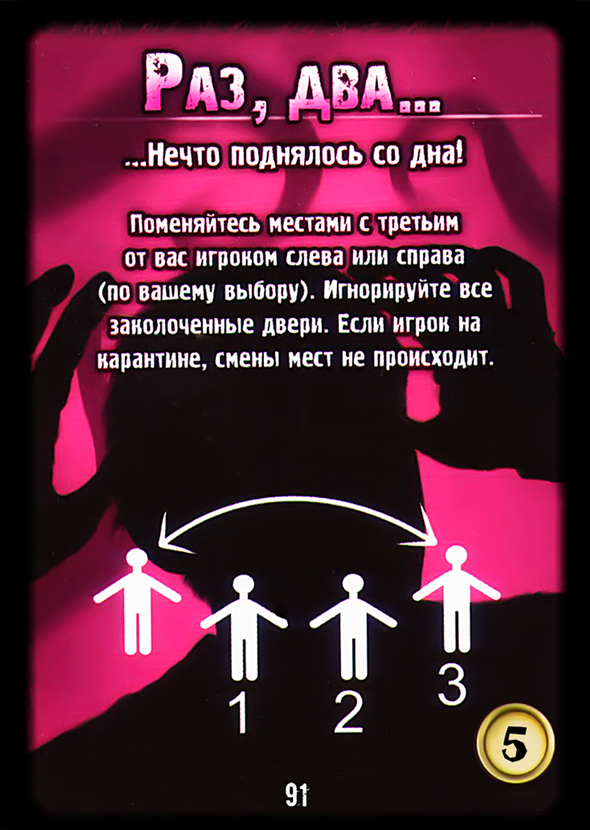 Раз, два...
...Нечто поднялось со дна!
Поменяйтесь местами с третьим
от вас игроком слева или справа
(по вашему выбору). Игнорируйте все
заколоченные двери. Если игрок на
карантине, смены мест не происходит.
1
2
3
5
91